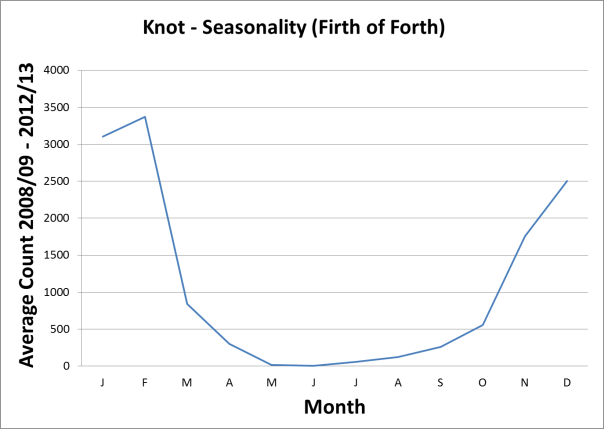 Knot - Seasonality (Firth of Forth)
Average Count 2008/09 - 2012/13
4000
3500
3000
2500
2000
1500
1000
500
0
J F M A M J J A S O N D
Month